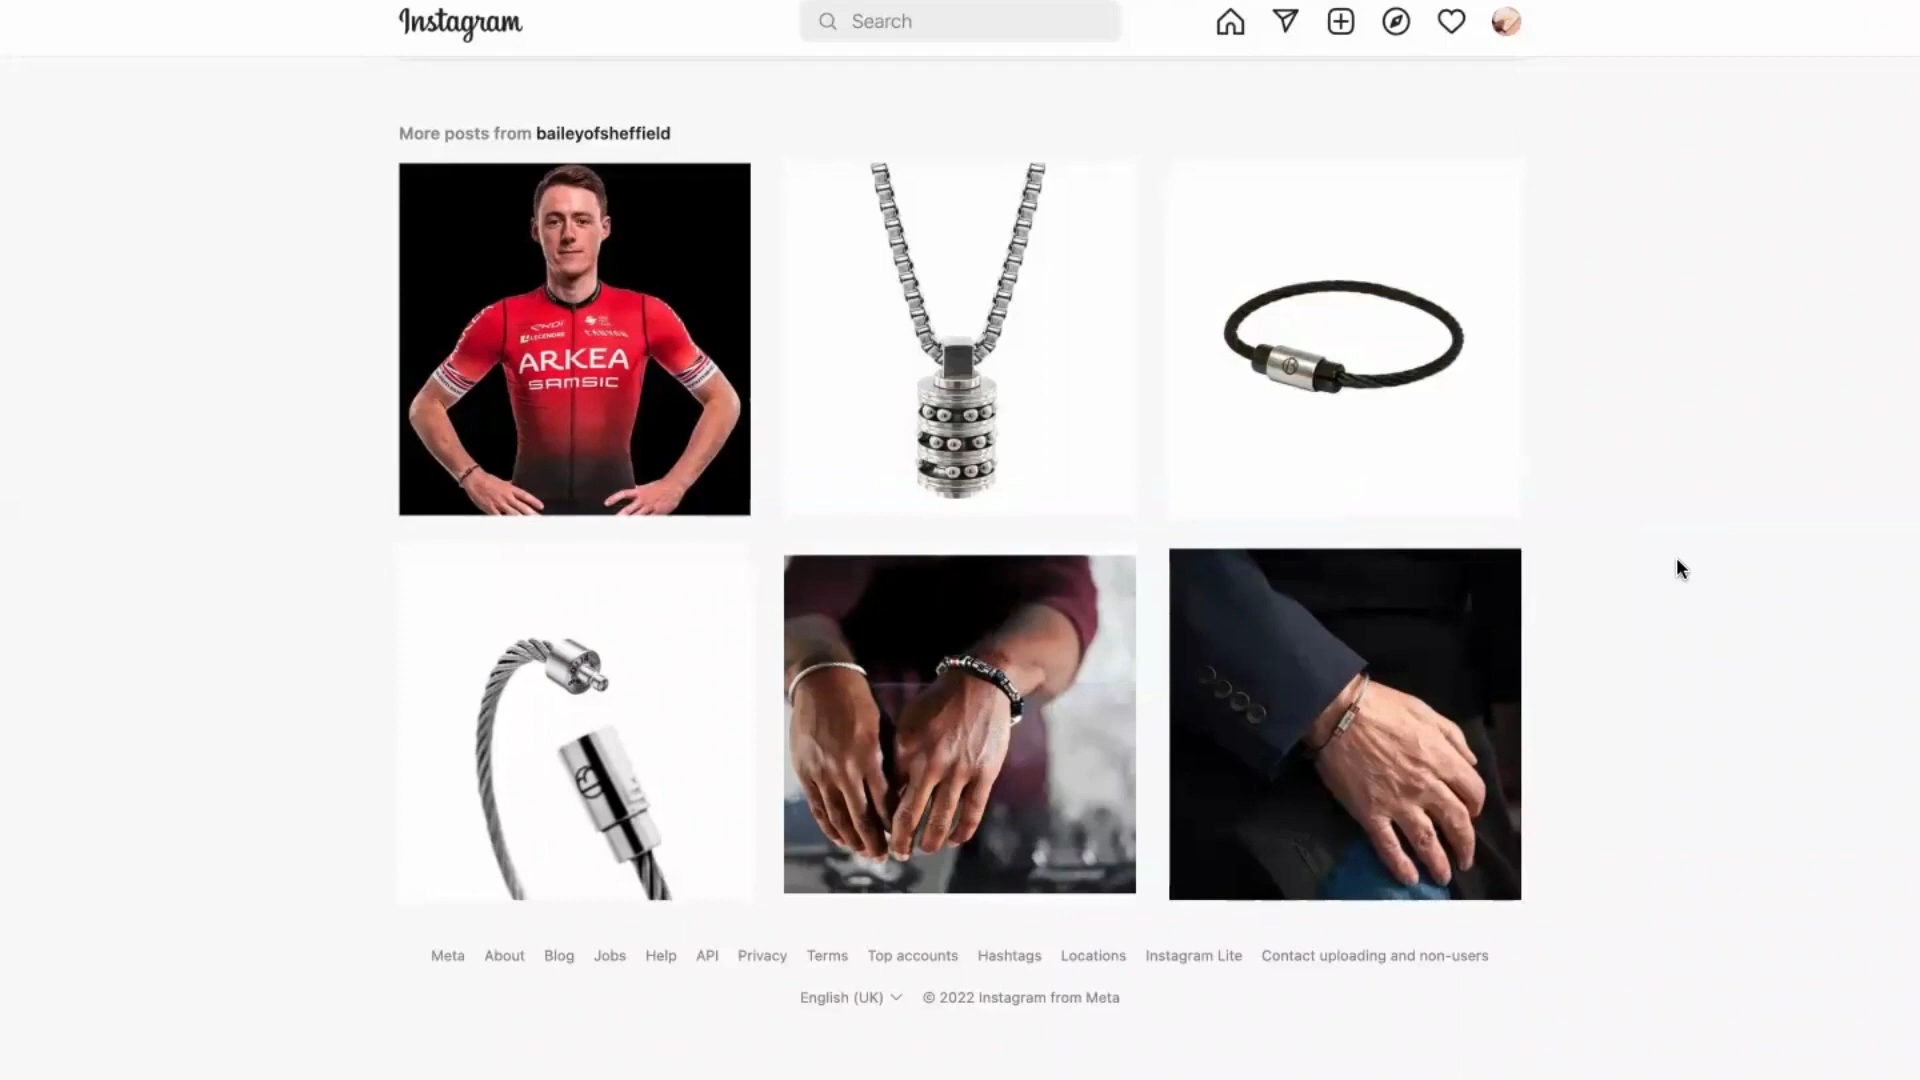 Instagram
Search
More posts from baileyofsheffield
LECENDRE
ARKEA
SAMSIC
Meta About Blog Jobs Help API Privacy Terms Top accounts Hashtags Locations Instagram Lite Contact uploading and non-users
English (UK) © 2022 Instagram from Meta